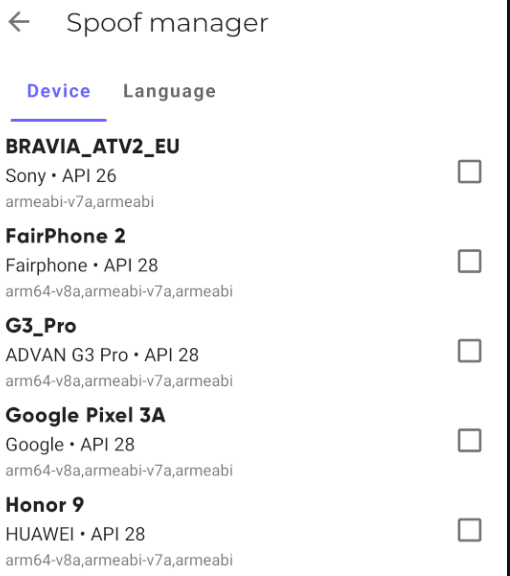 Spoof manager
Device Language
BRAVIA_ATV2_EU
Sony • API 26
armeabi-v7a,armeabi
FairPhone 2
Fairphone • API 28
arm64-v8a,armeabi-v7a,armeabi
G3_Pro
ADVAN G3 Pro • API 28
arm64-v8a,armeabi-v7a,armeabi
Google Pixel 3A
Google • API 28
arm64-v8a,armeabi-v7a,armeabi
Honor 9
HUAWEI • API 28
arm64-v8a,armeabi-v7a,armeabi